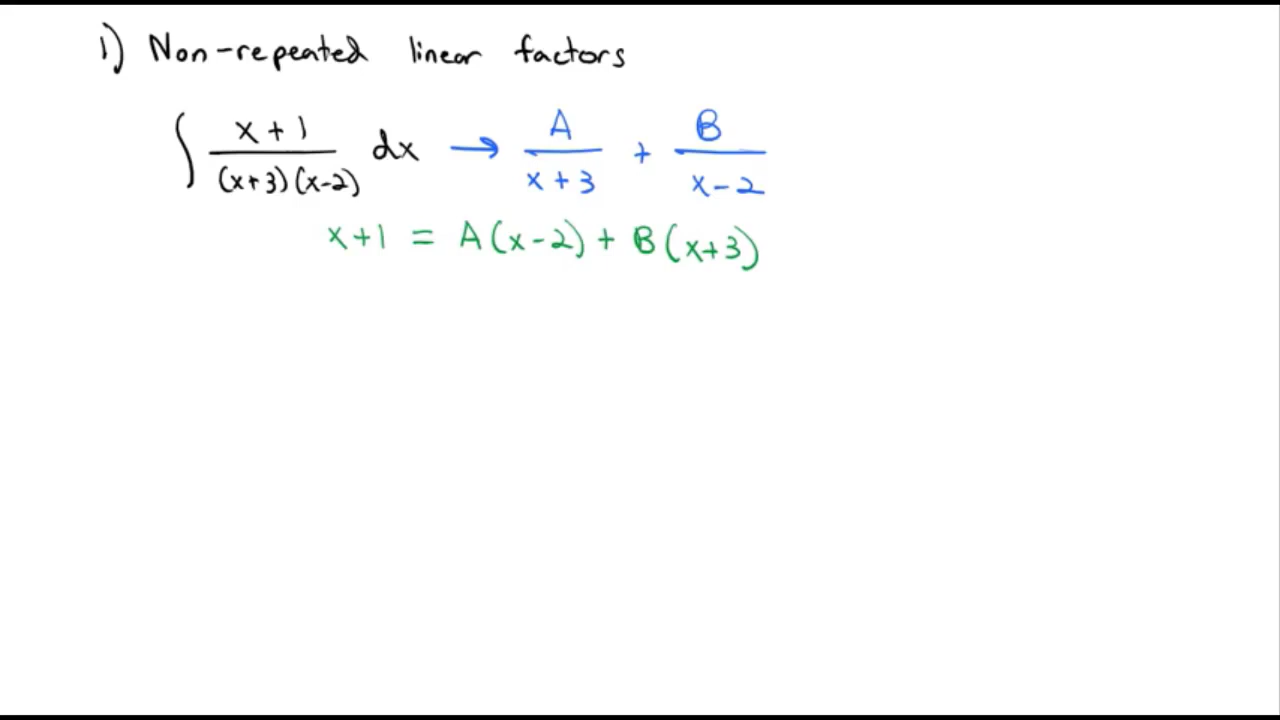 1) Non-repeated linear factors
∫ x+1 / (x+3)(x-2) dx → A / x+3 + B / x-2
x+1 = A(x-2) + B(x+3)